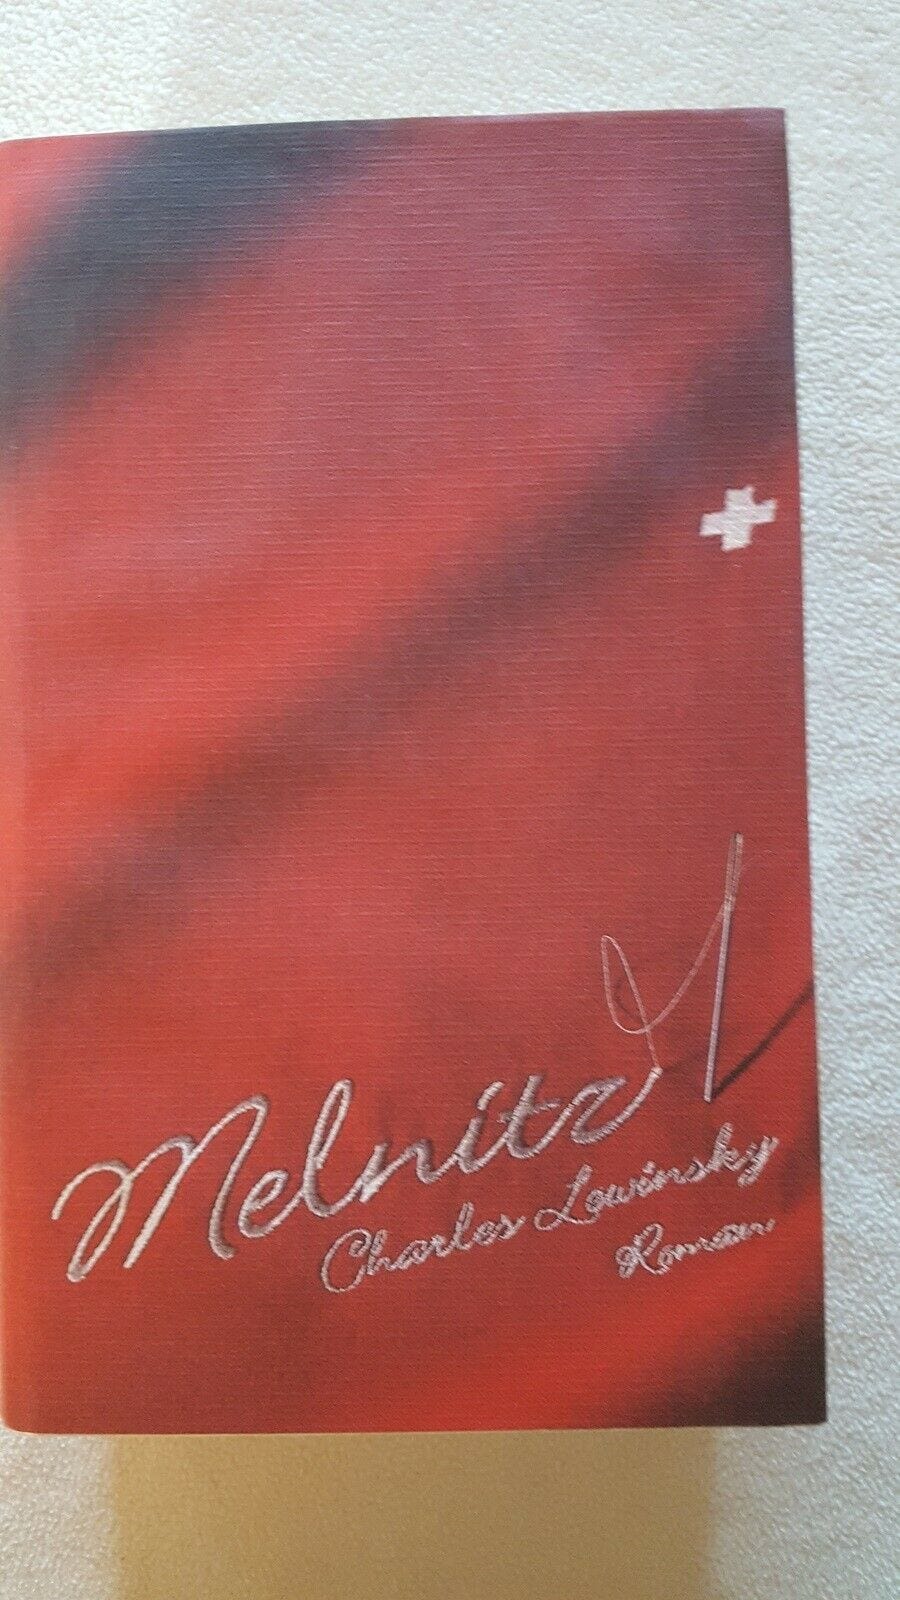 Melnitz
Charles Lewinsky
Roman